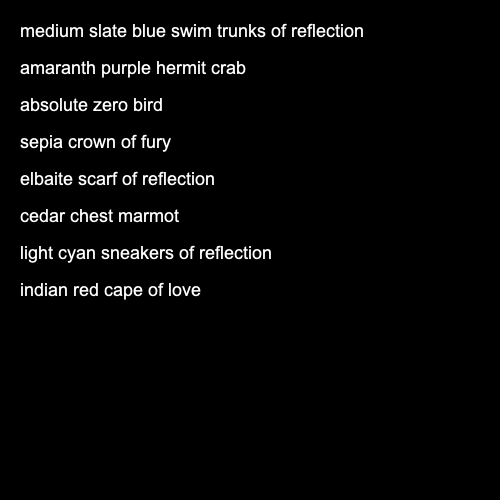 medium slate blue swim trunks of reflection
amaranth purple hermit crab
absolute zero bird
sepia crown of fury
elbaite scarf of reflection
cedar chest marmot
light cyan sneakers of reflection
indian red cape of love